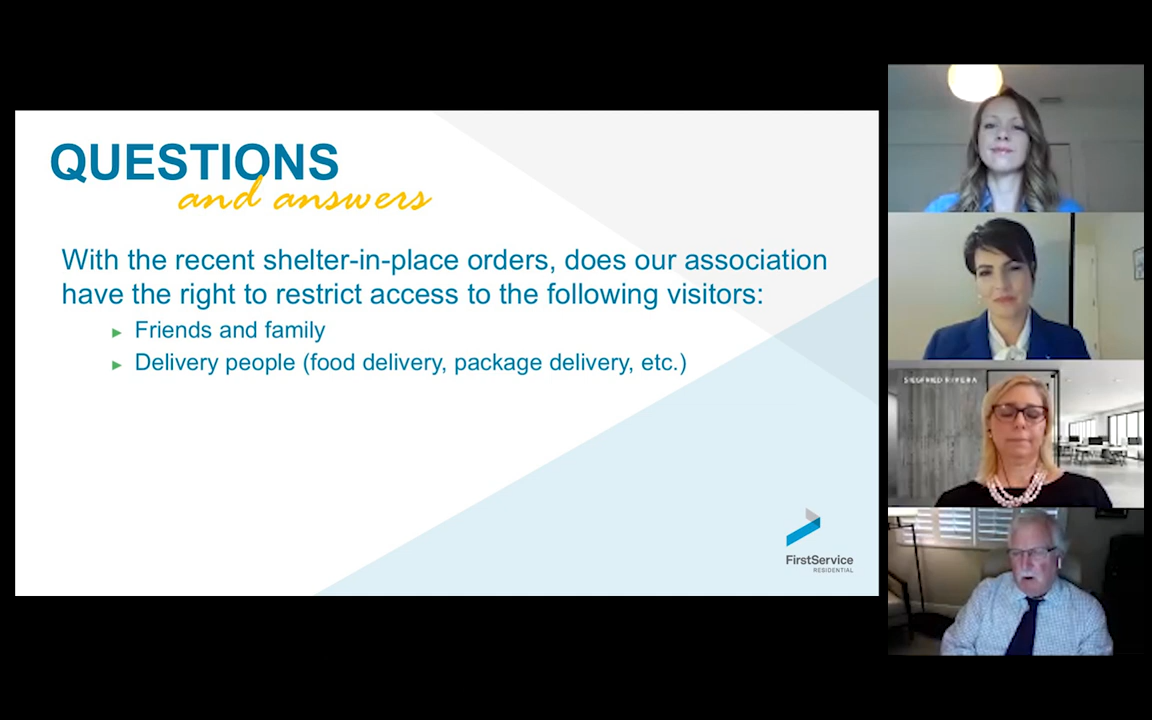 QUESTIONS
and answers
With the recent shelter-in-place orders, does our association
have the right to restrict access to the following visitors:
► Friends and family
► Delivery people (food delivery, package delivery, etc.)
FirstService
RESIDENTIAL
SIEGFRIED RIVERA